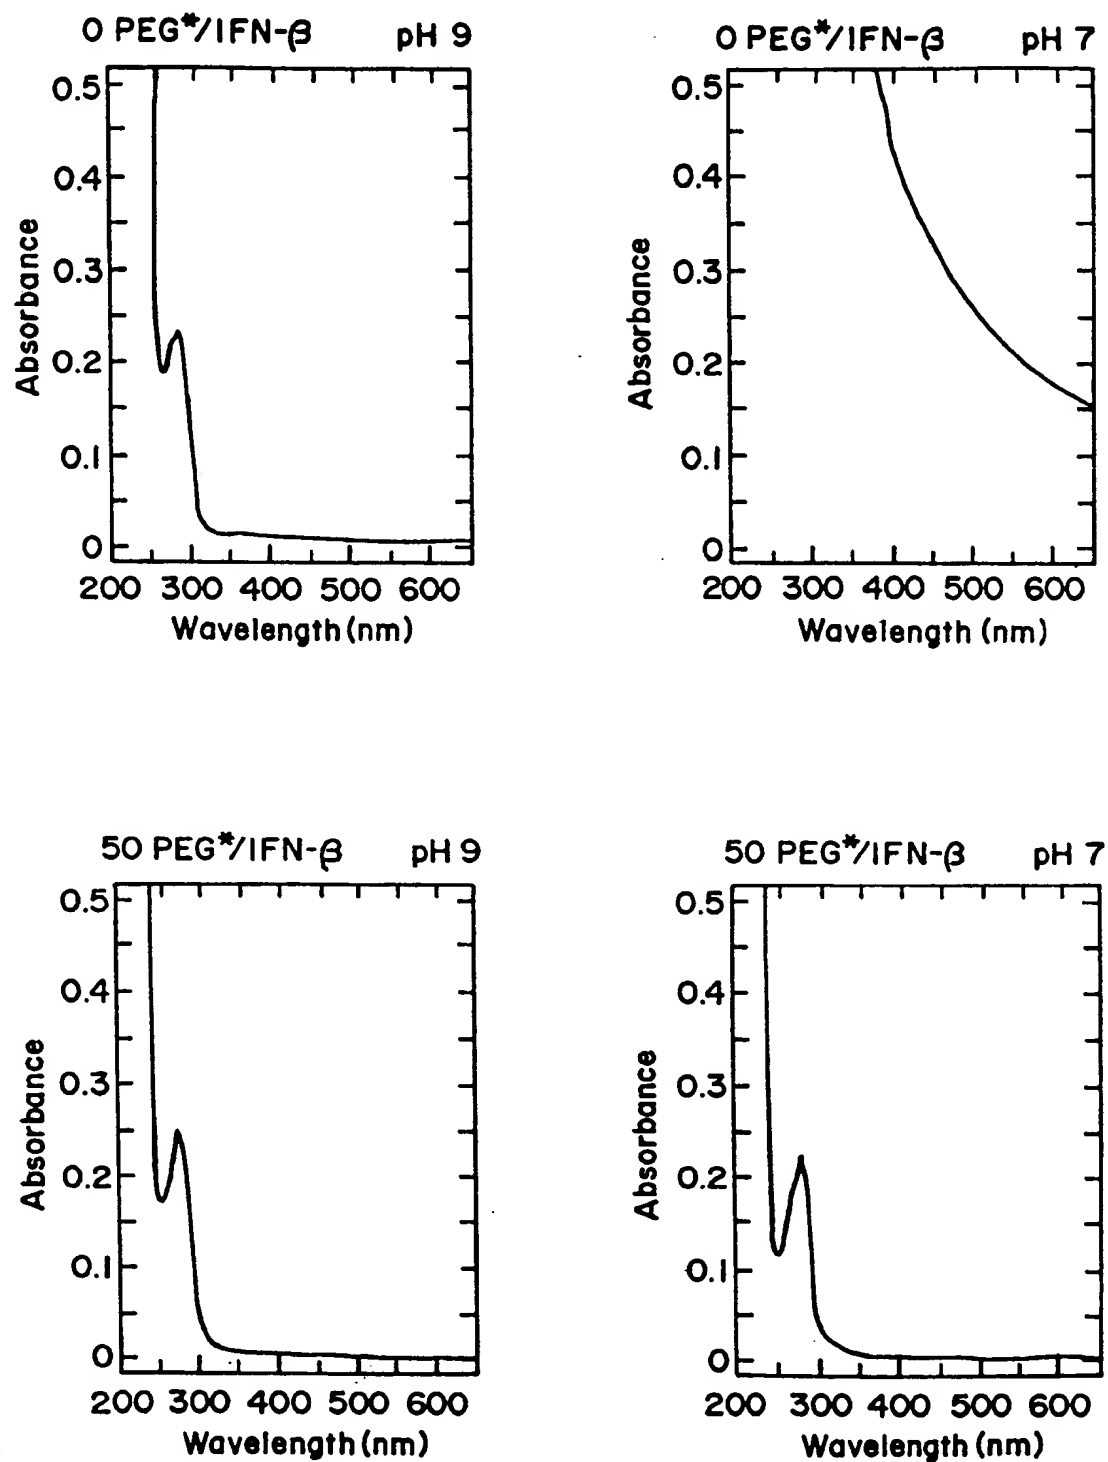 0 PEG*/IFN-β pH 9
0.5
0.4
0.3
0.2
0.1
0
Absorbance
200 300 400 500 600
Wavelength (nm)
0 PEG*/IFN-β pH 7
0.5
0.4
0.3
0.2
0.1
0
Absorbance
200 300 400 500 600
Wavelength (nm)
50 PEG*/IFN-β pH 9
0.5
0.4
0.3
0.2
0.1
0
Absorbance
200 300 400 500 600
Wavelength (nm)
50 PEG*/IFN-β pH 7
0.5
0.4
0.3
0.2
0.1
0
Absorbance
200 300 400 500 600
Wavelength (nm)